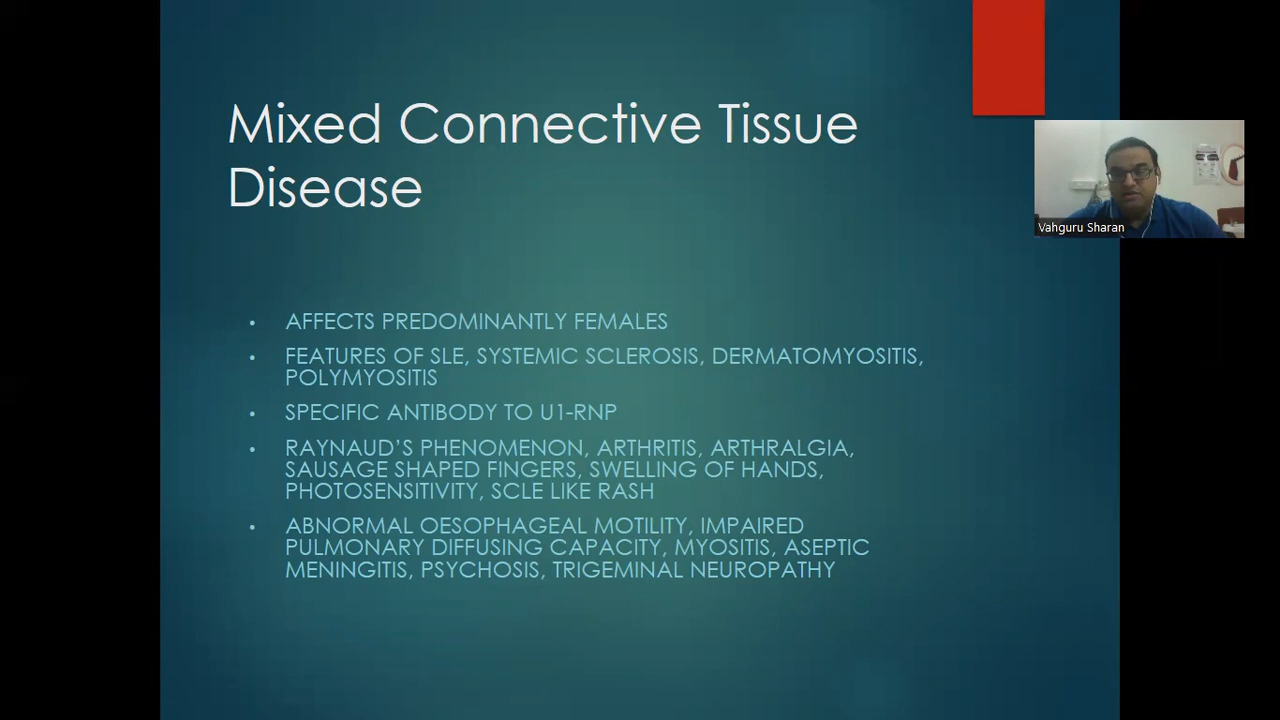 Mixed Connective Tissue
Disease
Vahguru Sharan
• AFFECTS PREDOMINANTLY FEMALES
• FEATURES OF SLE, SYSTEMIC SCLEROSIS, DERMATOMYOSITIS,
POLYMYOSITIS
• SPECIFIC ANTIBODY TO U1-RNP
• RAYNAUD'S PHENOMENON, ARTHRITIS, ARTHRALGIA,
SAUSAGE SHAPED FINGERS, SWELLING OF HANDS,
PHOTOSENSITIVITY, SCLE LIKE RASH
• ABNORMAL OESOPHAGEAL MOTILITY, IMPAIRED
PULMONARY DIFFUSING CAPACITY, MYOSITIS, ASEPTIC
MENINGITIS, PSYCHOSIS, TRIGEMINAL NEUROPATHY